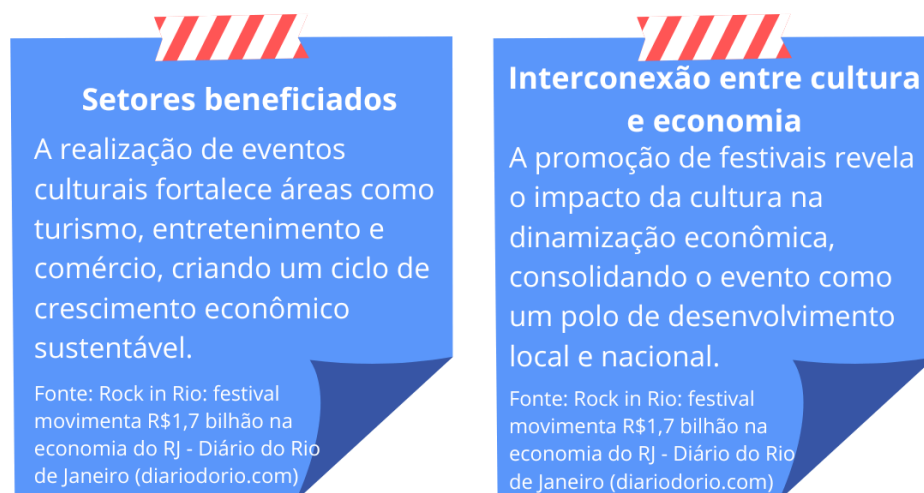 Setores beneficiados
A realização de eventos
culturais fortalece áreas como
turismo, entretenimento e
comércio, criando um ciclo de
crescimento econômico
sustentável.
Fonte: Rock in Rio: festival
movimenta R$1,7 bilhão na
economia do RJ - Diário do Rio
de Janeiro (diariodorio.com)
Interconexão entre cultura
e economia
A promoção de festivais revela
o impacto da cultura na
dinamização econômica,
consolidando o evento como
um polo de desenvolvimento
local e nacional.
Fonte: Rock in Rio: festival
movimenta R$1,7 bilhão na
economia do RJ - Diário do Rio
de Janeiro (diariodorio.com)